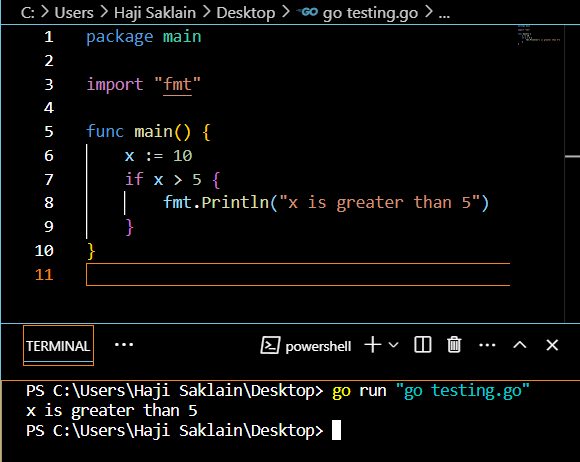 C: > Users > Haji Saklain > Desktop > GO go testing.go > ...
1 package main
2
3 import "fmt"
4
5 func main() {
6 x := 10
7 if x > 5 {
8 fmt.Println("x is greater than 5")
9 }
10 }
11
TERMINAL ... powershell
PS C:\Users\Haji Saklain\Desktop> go run "go testing.go"
x is greater than 5
PS C:\Users\Haji Saklain\Desktop>